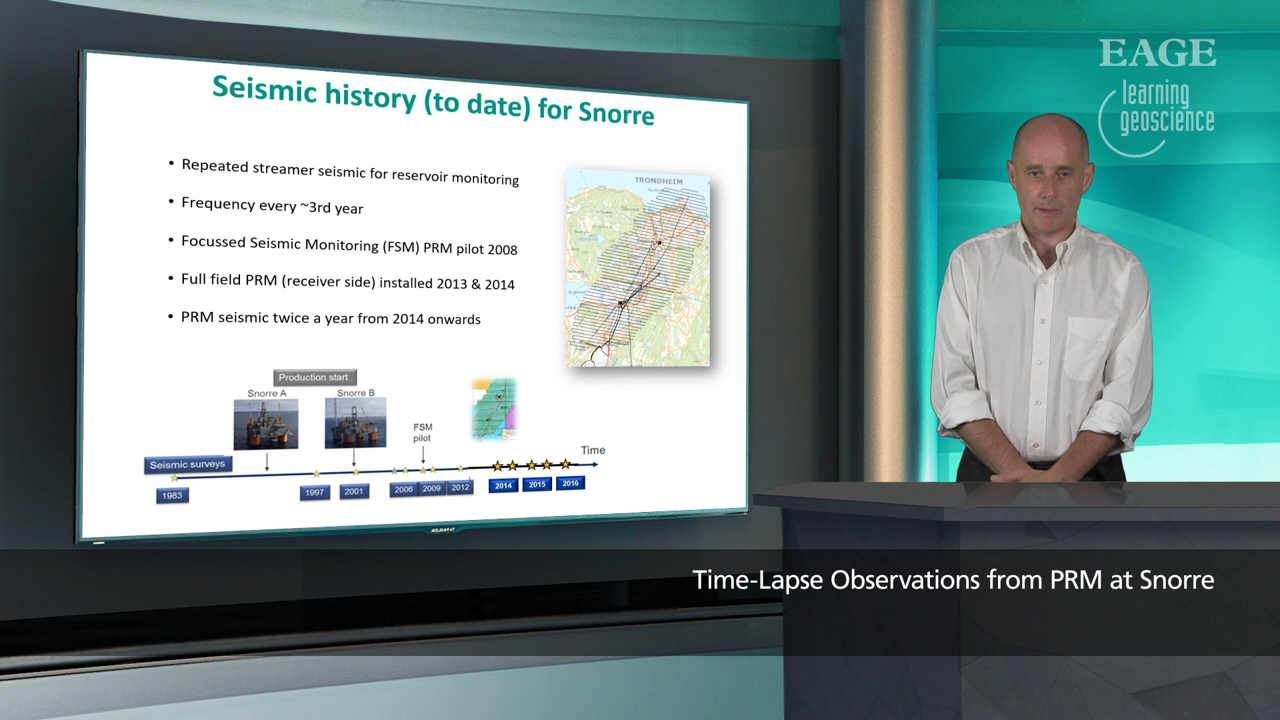 EAGE
learning
geoscience
Seismic history (to date) for Snorre
• Repeated streamer seismic for reservoir monitoring
• Frequency every ~3rd year
• Focussed Seismic Monitoring (FSM) PRM pilot 2008
• Full field PRM (receiver side) installed 2013 & 2014
• PRM seismic twice a year from 2014 onwards
TRONDHEIM
Production start
Snorre A
Snorre B
FSM
pilot
Time
Seismic surveys
1983
1997
2001
2006
2009
2012
2014
2015
2016
Time-Lapse Observations from PRM at Snorre